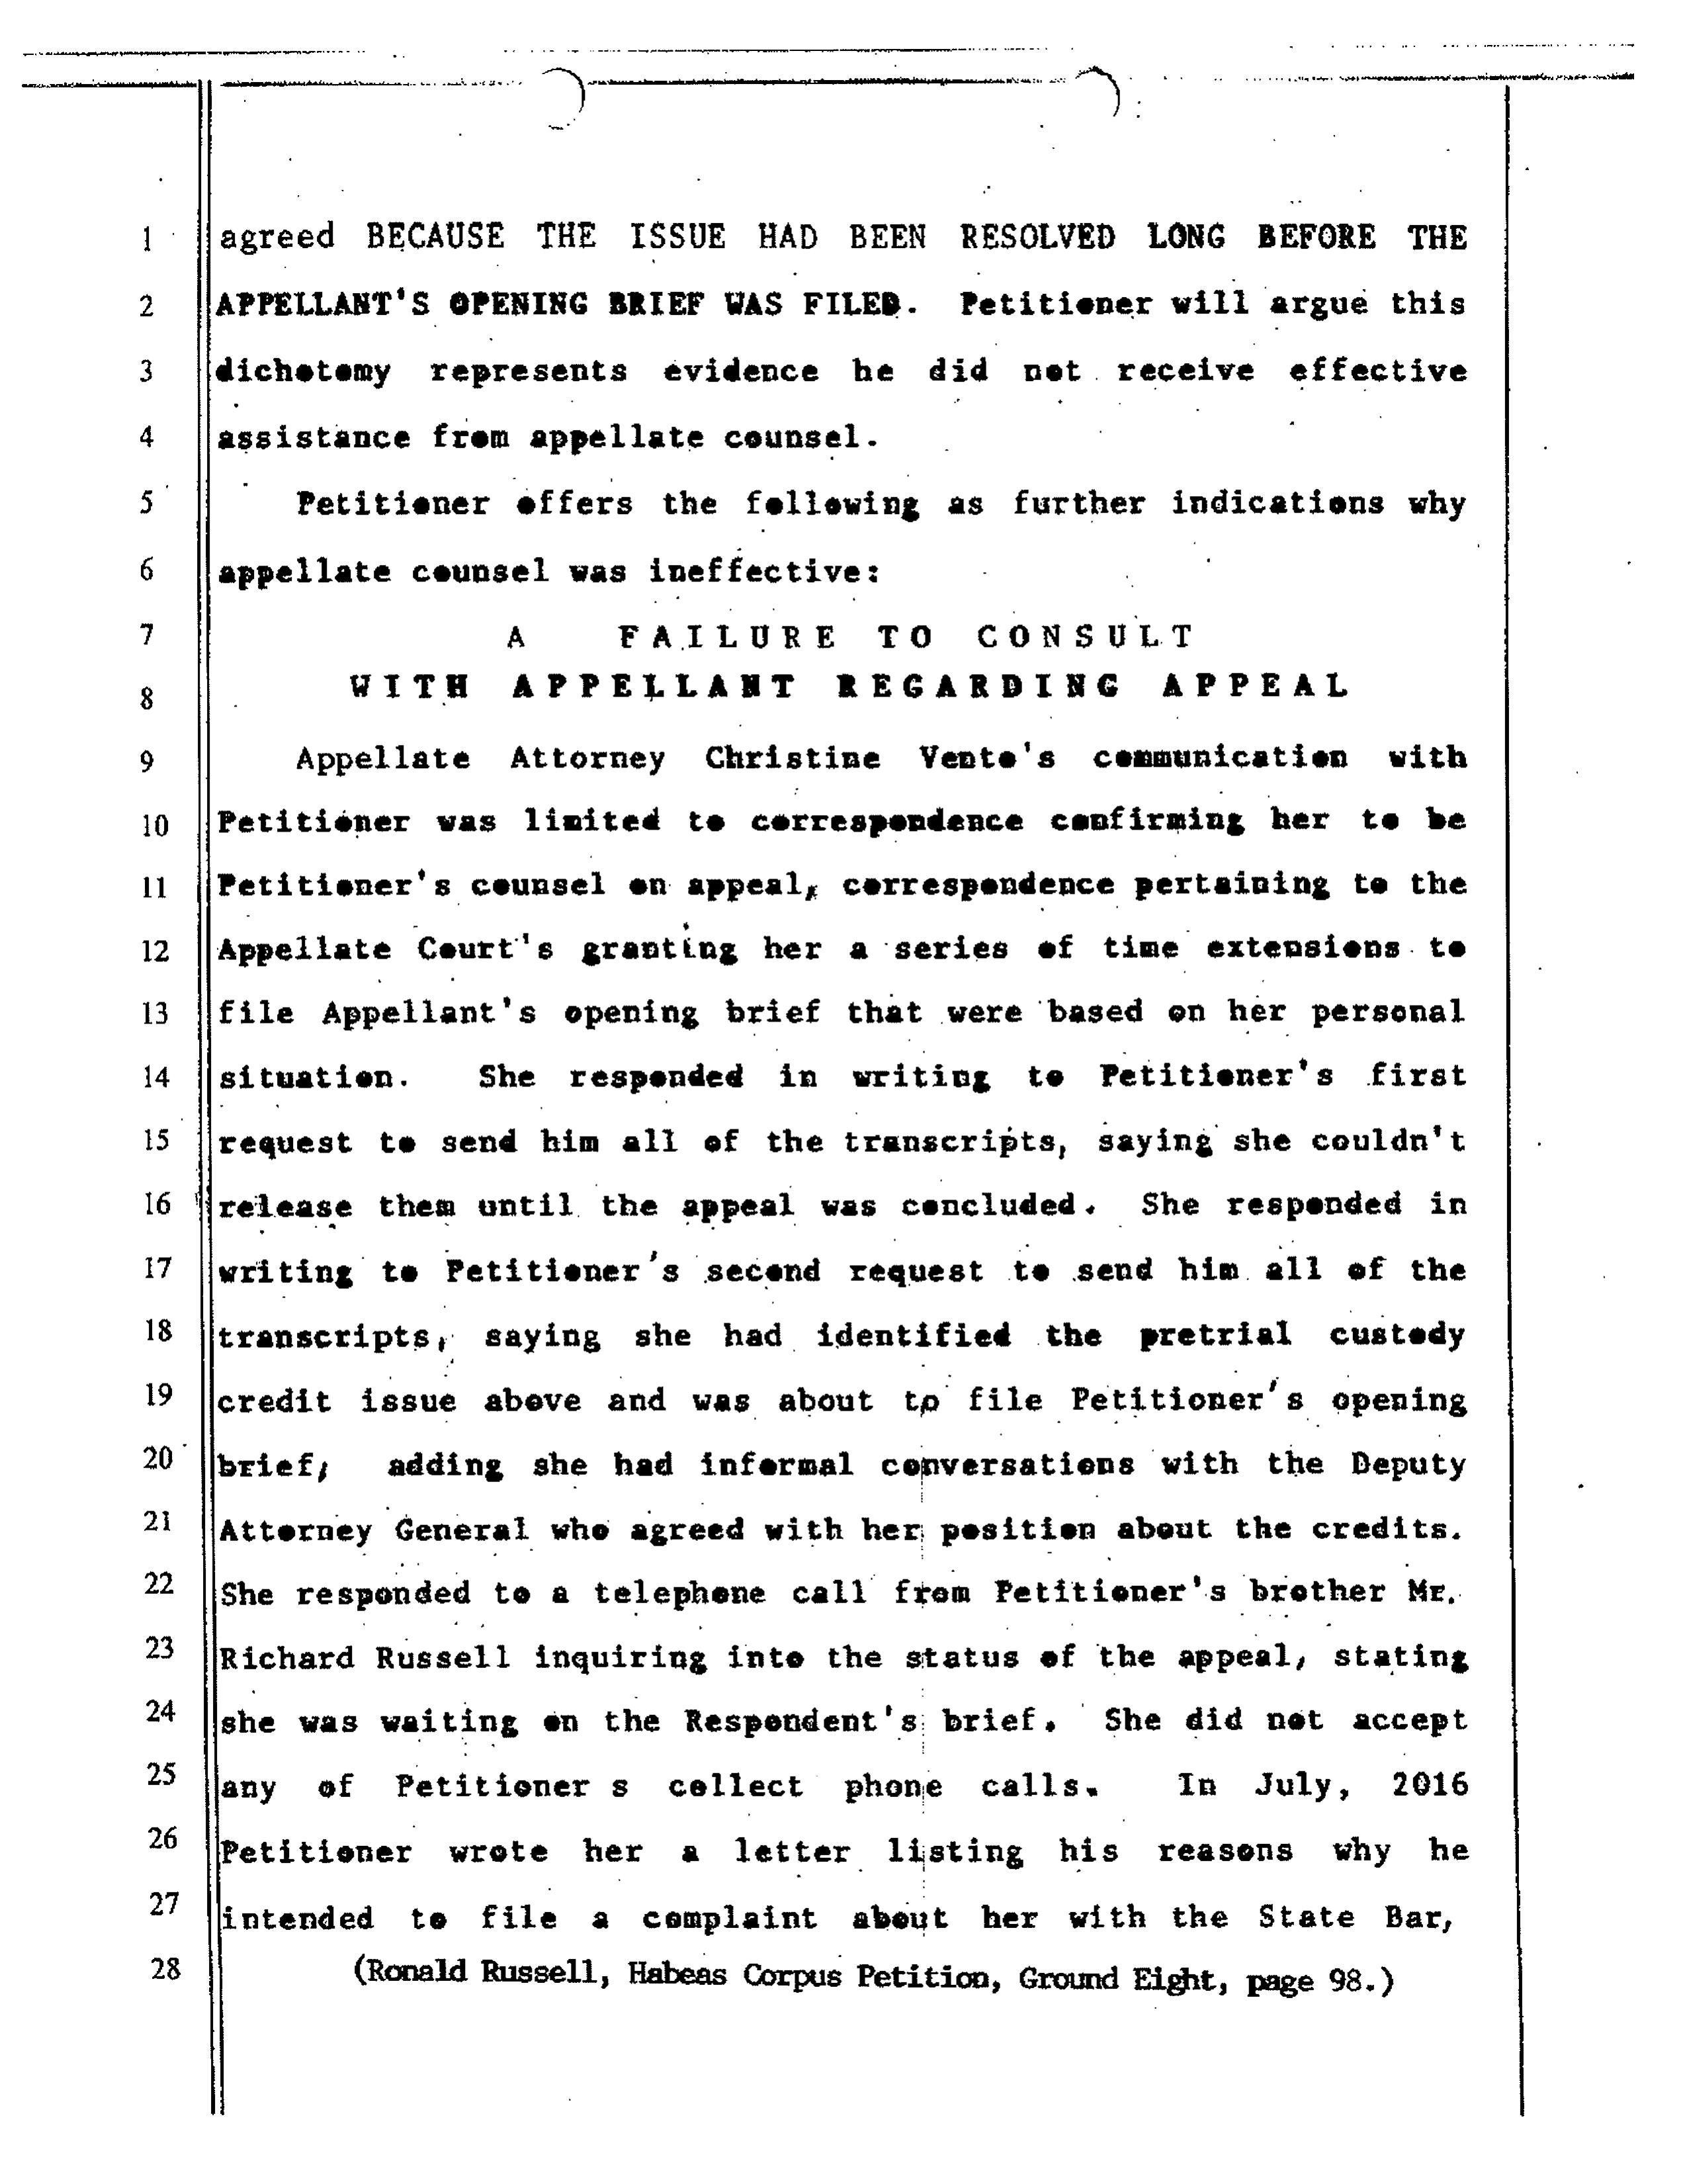 1 agreed BECAUSE THE ISSUE HAD BEEN RESOLVED LONG BEFORE THE
2 APPELLANT'S OPENING BRIEF WAS FILED. Petitioner will argue this
3 dichotomy represents evidence he did not receive effective
4 assistance from appellate counsel.
5 Petitioner offers the following as further indications why
6 appellate counsel was ineffective:
7 A FAILURE TO CONSULT
8 WITH APPELLANT REGARDING APPEAL
9 Appellate Attorney Christine Vento's communication with
10 Petitioner was limited to correspondence confirming her to be
11 Petitioner's counsel on appeal, correspondence pertaining to the
12 Appellate Court's granting her a series of time extensions to
13 file Appellant's opening brief that were based on her personal
14 situation. She responded in writing to Petitioner's first
15 request to send him all of the transcripts, saying she couldn't
16 release them until the appeal was concluded. She responded in
17 writing to Petitioner's second request to send him all of the
18 transcripts, saying she had identified the pretrial custody
19 credit issue above and was about to file Petitioner's opening
20 brief; adding she had informal conversations with the Deputy
21 Attorney General who agreed with her position about the credits.
22 She responded to a telephone call from Petitioner's brother Mr.
23 Richard Russell inquiring into the status of the appeal, stating
24 she was waiting on the Respondent's brief. She did not accept
25 any of Petitioner s collect phone calls. In July, 2016
26 Petitioner wrote her a letter listing his reasons why he
27 intended to file a complaint about her with the State Bar,
28 (Ronald Russell, Habeas Corpus Petition, Ground Eight, page 98.)